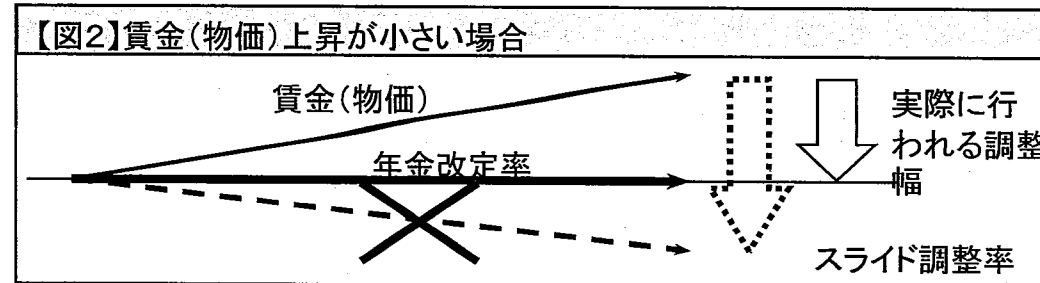 【図2】賃金(物価)上昇が小さい場合
賃金(物価)
年金改定率
実際に行
われる調整
幅
スライド調整率